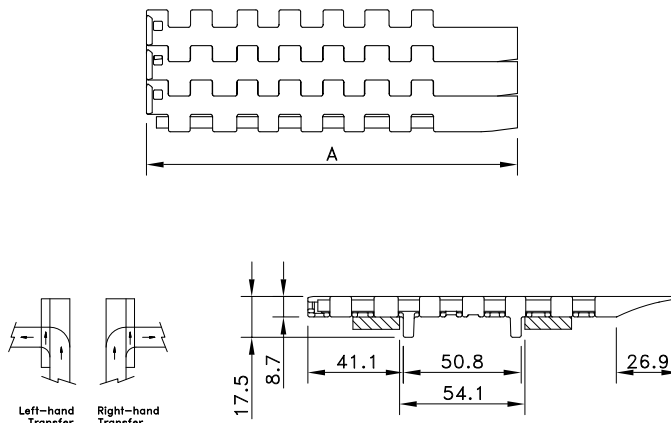 A
17.5
8.7
41.1
50.8
26.9
54.1
Left-hand
Transfer
Right-hand
Transfer